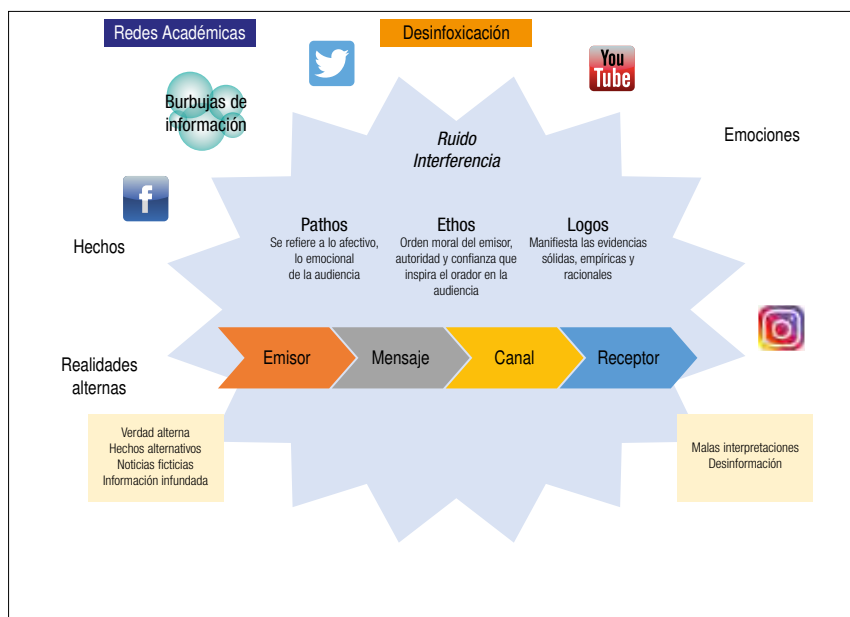 Redes Académicas
Desinfoxicación
You
Tube
Burbujas de
información
Ruido
Interferencia
Emociones
f
Hechos
Pathos
Se refiere a lo afectivo,
lo emocional
de la audiencia
Ethos
Orden moral del emisor,
autoridad y confianza que
inspira el orador en la
audiencia
Logos
Manifiesta las evidencias
sólidas, empíricas y
racionales
Realidades
alternas
Emisor
Mensaje
Canal
Receptor
Verdad alterna
Hechos alternativos
Noticias ficticias
Información infundada
Malas interpretaciones
Desinformación